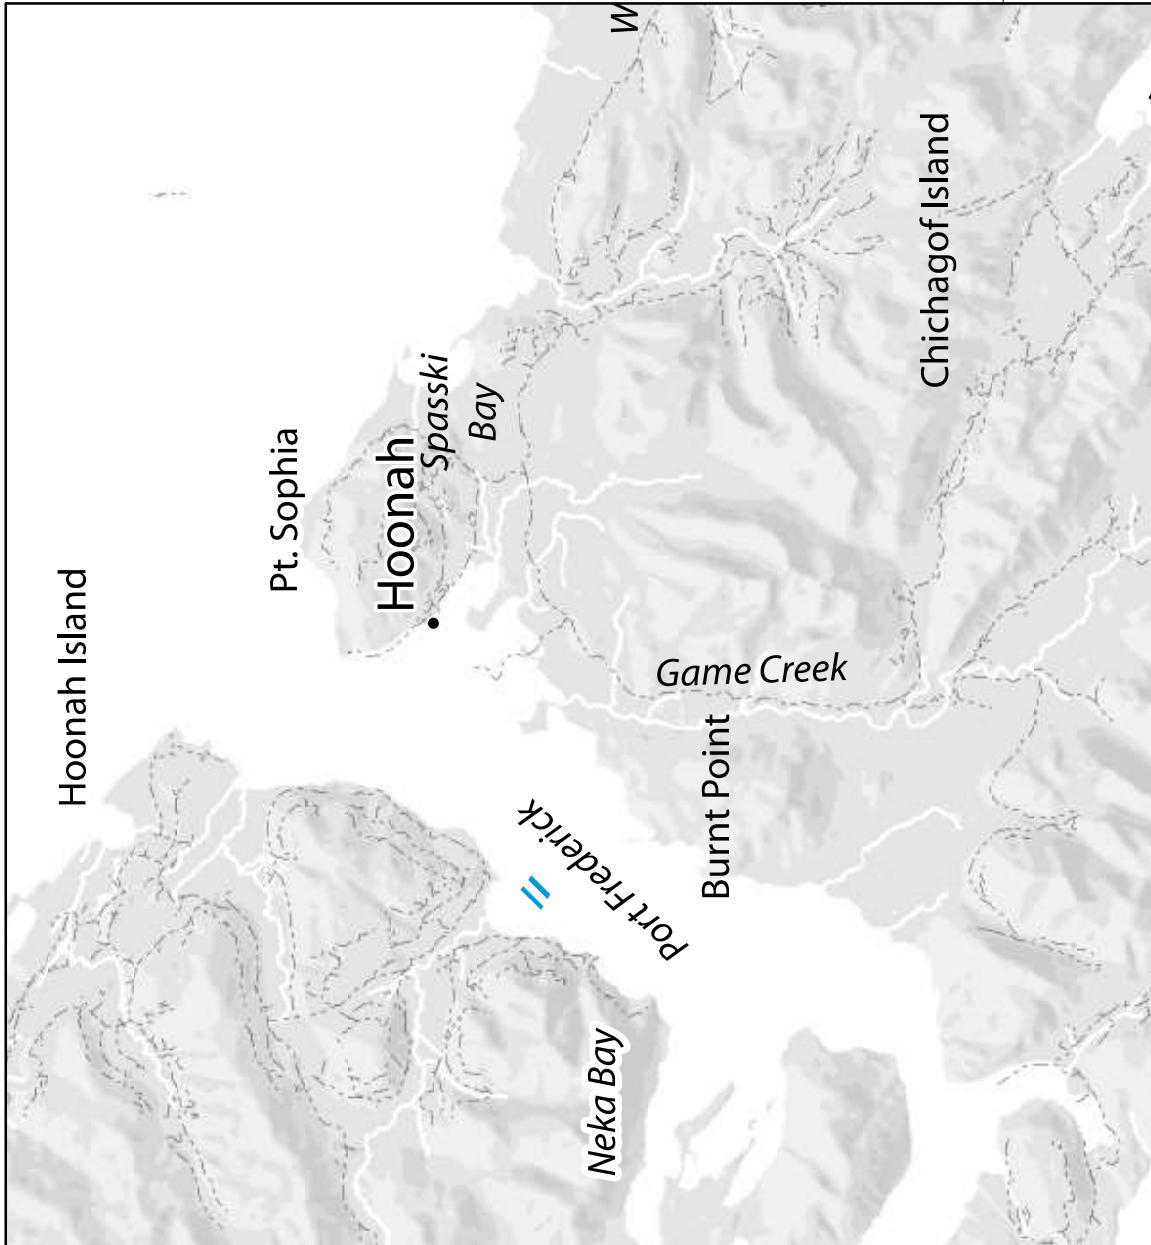 W
Hoonah Island
Pt. Sophia
Hoonah
Spasski
Bay
Chichagof Island
Game Creek
Burnt Point
Port Frederick
Neka Bay